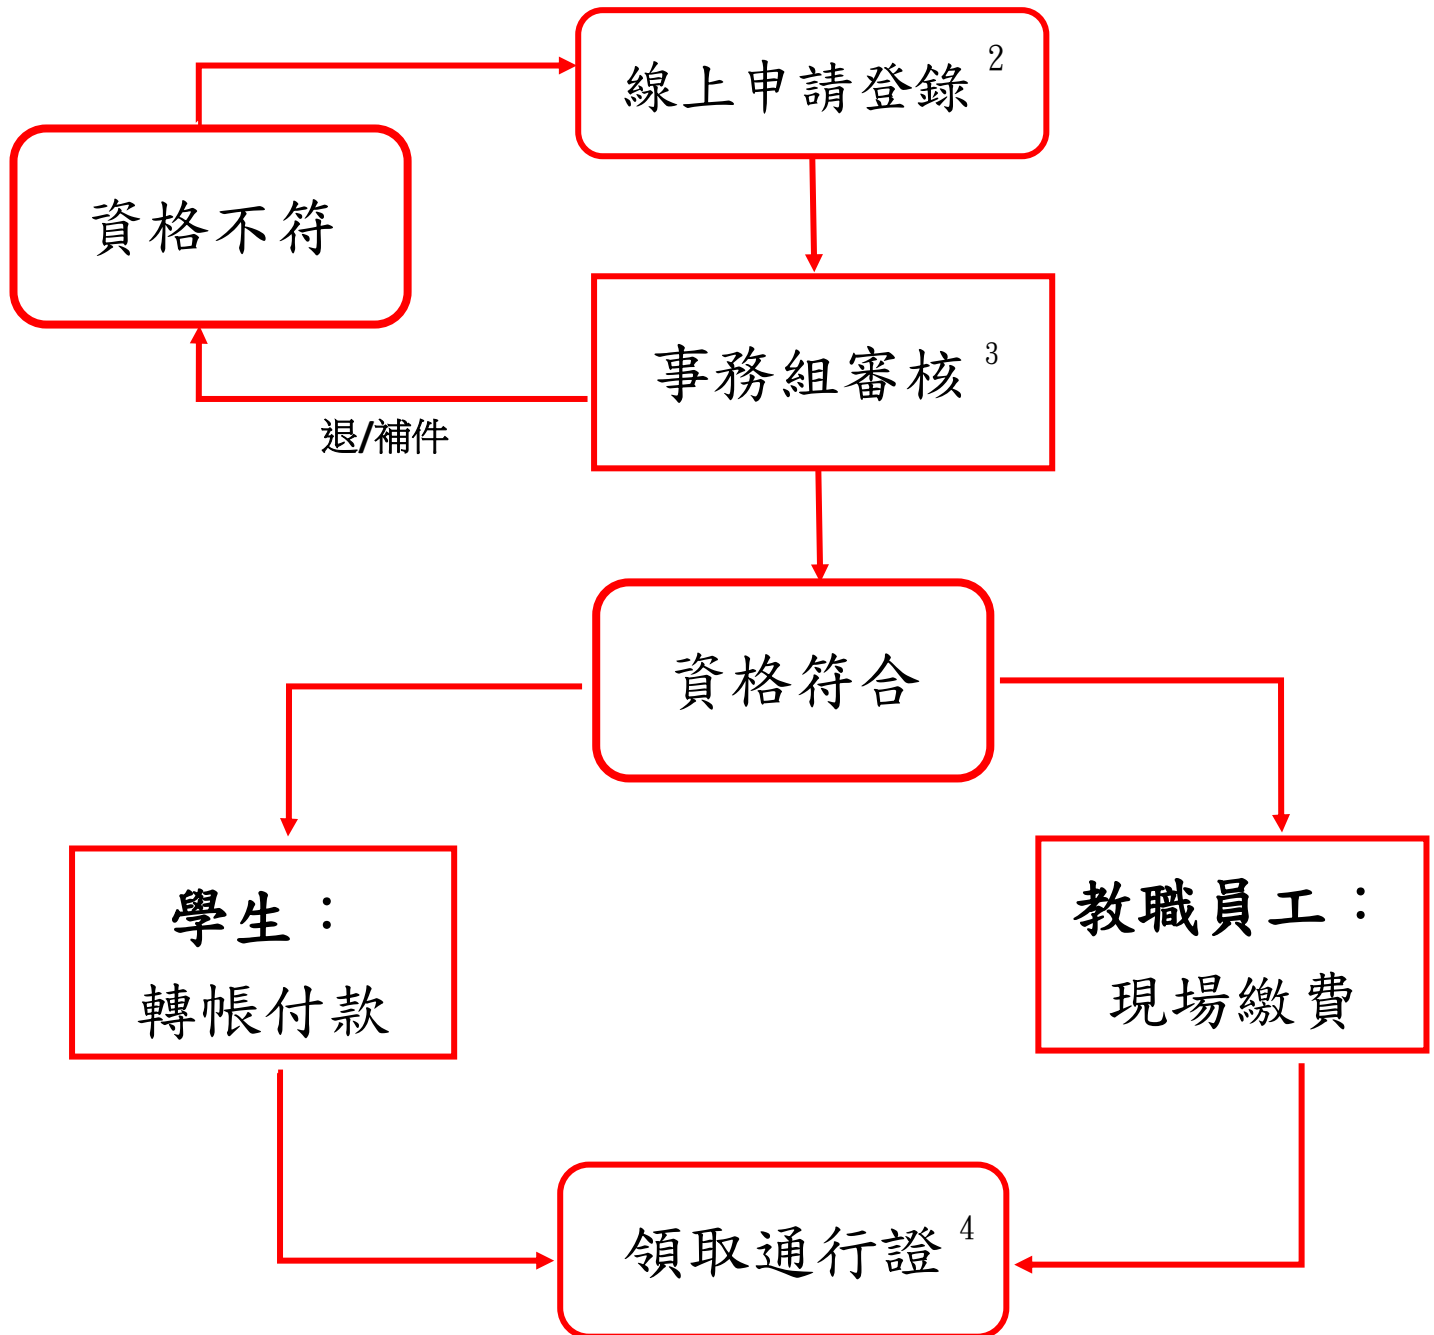 線上申請登錄 2
資格不符
事務組審核 3
退/補件
資格符合
學生：
轉帳付款
教職員工：
現場繳費
領取通行證 4